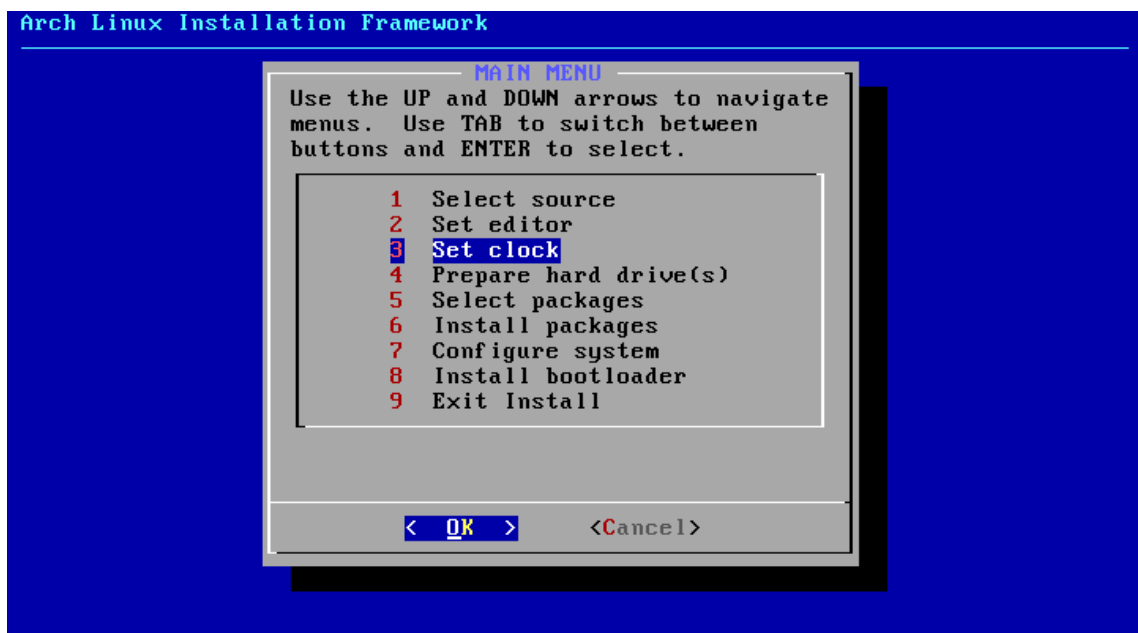 Arch Linux Installation Framework
MAIN MENU
Use the UP and DOWN arrows to navigate
menus.  Use TAB to switch between
buttons and ENTER to select.
1  Select source
2  Set editor
3  Set clock
4  Prepare hard drive(s)
5  Select packages
6  Install packages
7  Configure system
8  Install bootloader
9  Exit Install
<  OK  >      <Cancel>